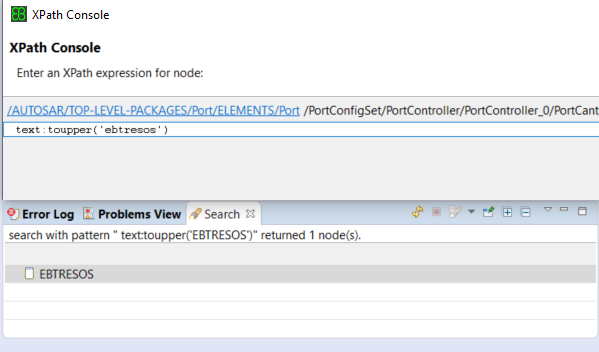 XPath Console
XPath Console
Enter an XPath expression for node:
/AUTOSAR/TOP-LEVEL-PACKAGES/Port/ELEMENTS/Port /PortConfigSet/PortController/PortController_0/PortCant
text:toupper('ebtresos')
Error Log Problems View Search
search with pattern " text:toupper('EBTRESOS')" returned 1 node(s).
EBTRESOS